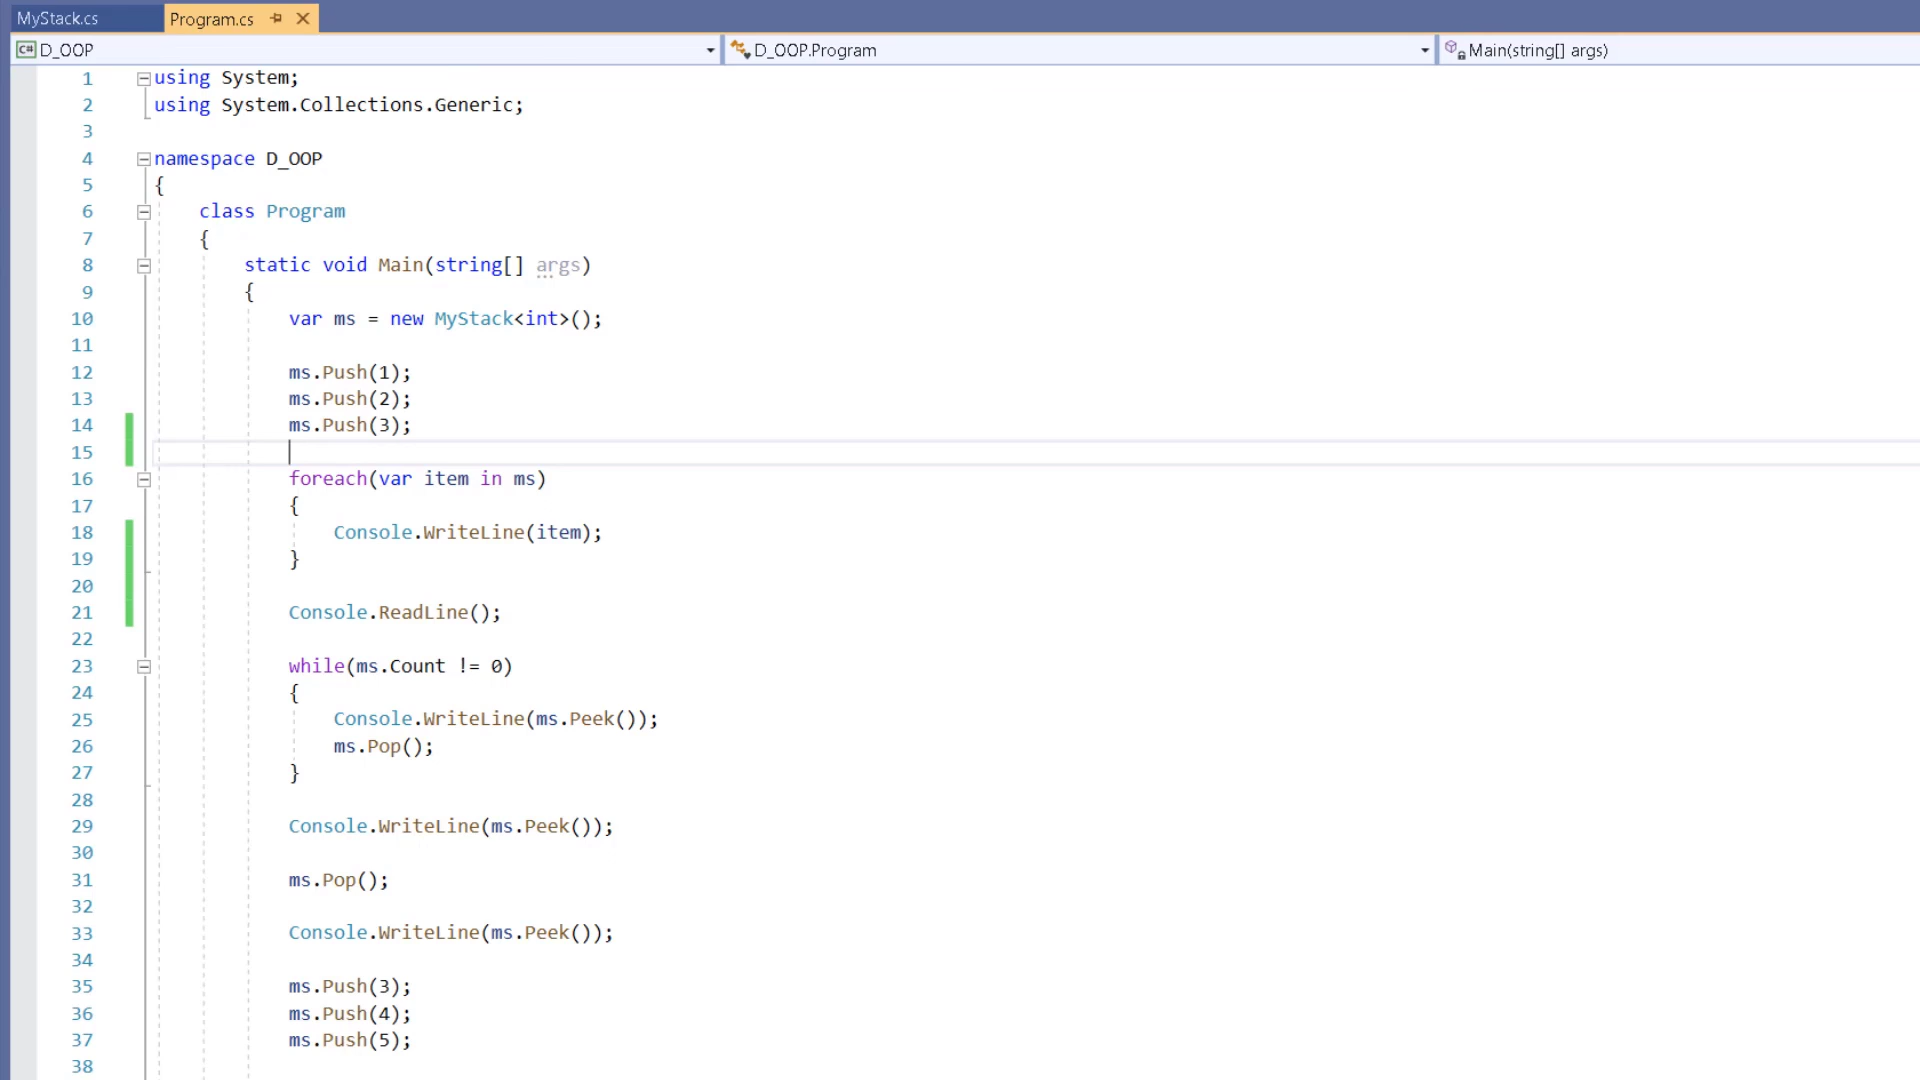 MyStack.cs Program.cs
C# D_OOP D_OOP.Program Main(string[] args)
1 using System;
2 using System.Collections.Generic;
3
4 namespace D_OOP
5 {
6 class Program
7 {
8 static void Main(string[] args)
9 {
10 var ms = new MyStack<int>();
11
12 ms.Push(1);
13 ms.Push(2);
14 ms.Push(3);
15
16 foreach(var item in ms)
17 {
18 Console.WriteLine(item);
19 }
20
21 Console.ReadLine();
22
23 while(ms.Count != 0)
24 {
25 Console.WriteLine(ms.Peek());
26 ms.Pop();
27 }
28
29 Console.WriteLine(ms.Peek());
30
31 ms.Pop();
32
33 Console.WriteLine(ms.Peek());
34
35 ms.Push(3);
36 ms.Push(4);
37 ms.Push(5);
38